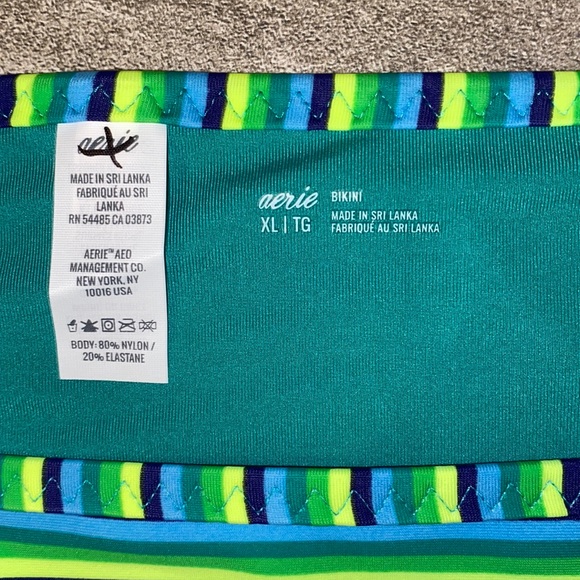 aerie
MADE IN SRI LANKA
FABRIQUÉ AU SRI
LANKA
RN 54485 CA 03873
AERIE™ AEO
MANAGEMENT CO.
NEW YORK, NY
10016 USA
BODY: 80% NYLON /
20% ELASTANE
aerie BIKINI
XL | TG MADE IN SRI LANKA
FABRIQUÉ AU SRI LANKA